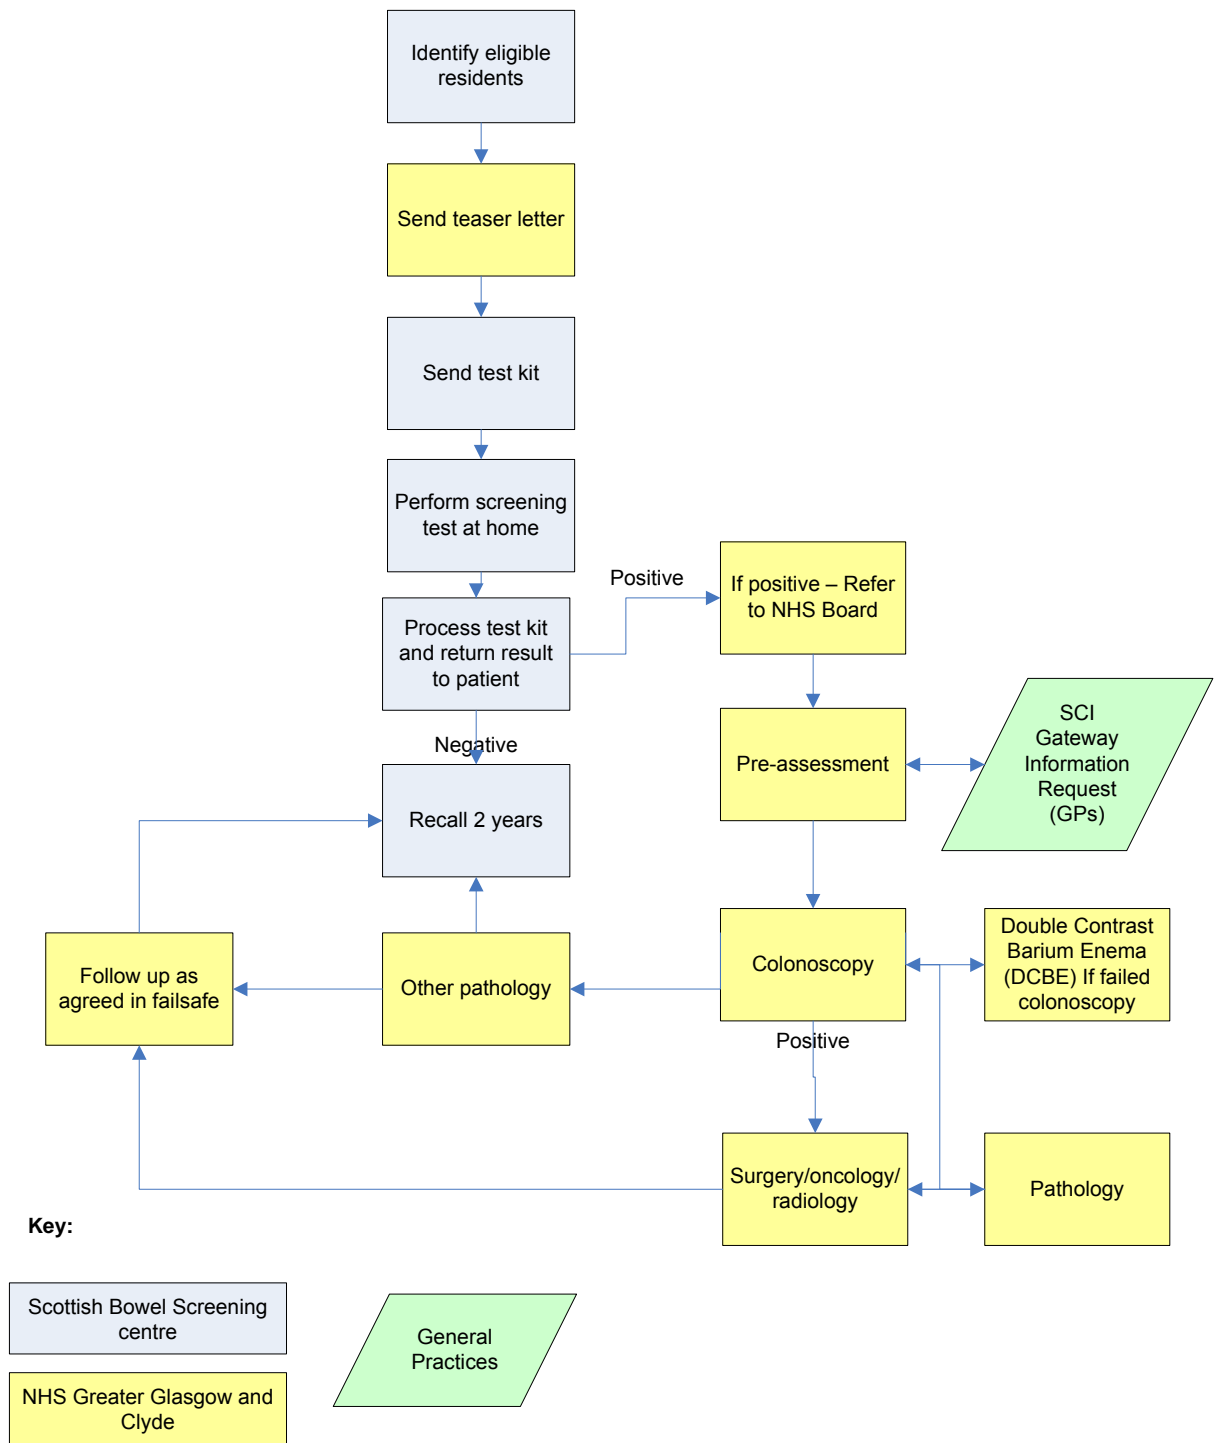 Identify eligible
residents
Send teaser letter
Send test kit
Perform screening
test at home
Positive
If positive – Refer
to NHS Board
Process test kit
and return result
to patient
Negative
SCI
Gateway
Information
Request
(GPs)
Pre-assessment
Recall 2 years
Follow up as
agreed in failsafe
Other pathology
Colonoscopy
Double Contrast
Barium Enema
(DCBE) If failed
colonoscopy
Positive
Surgery/oncology/
radiology
Pathology
Key:
Scottish Bowel Screening
centre
General
Practices
NHS Greater Glasgow and
Clyde